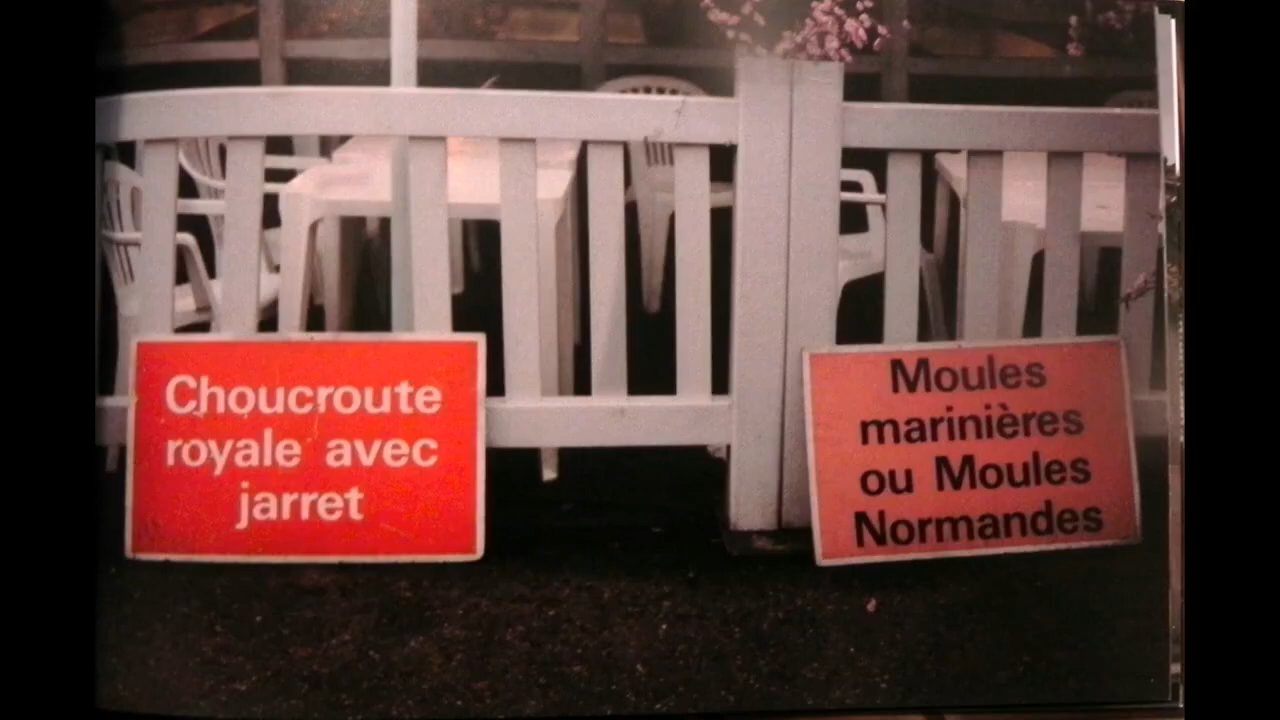 Choucroute
royale avec
jarret
Moules
marinières
ou Moules
Normandes